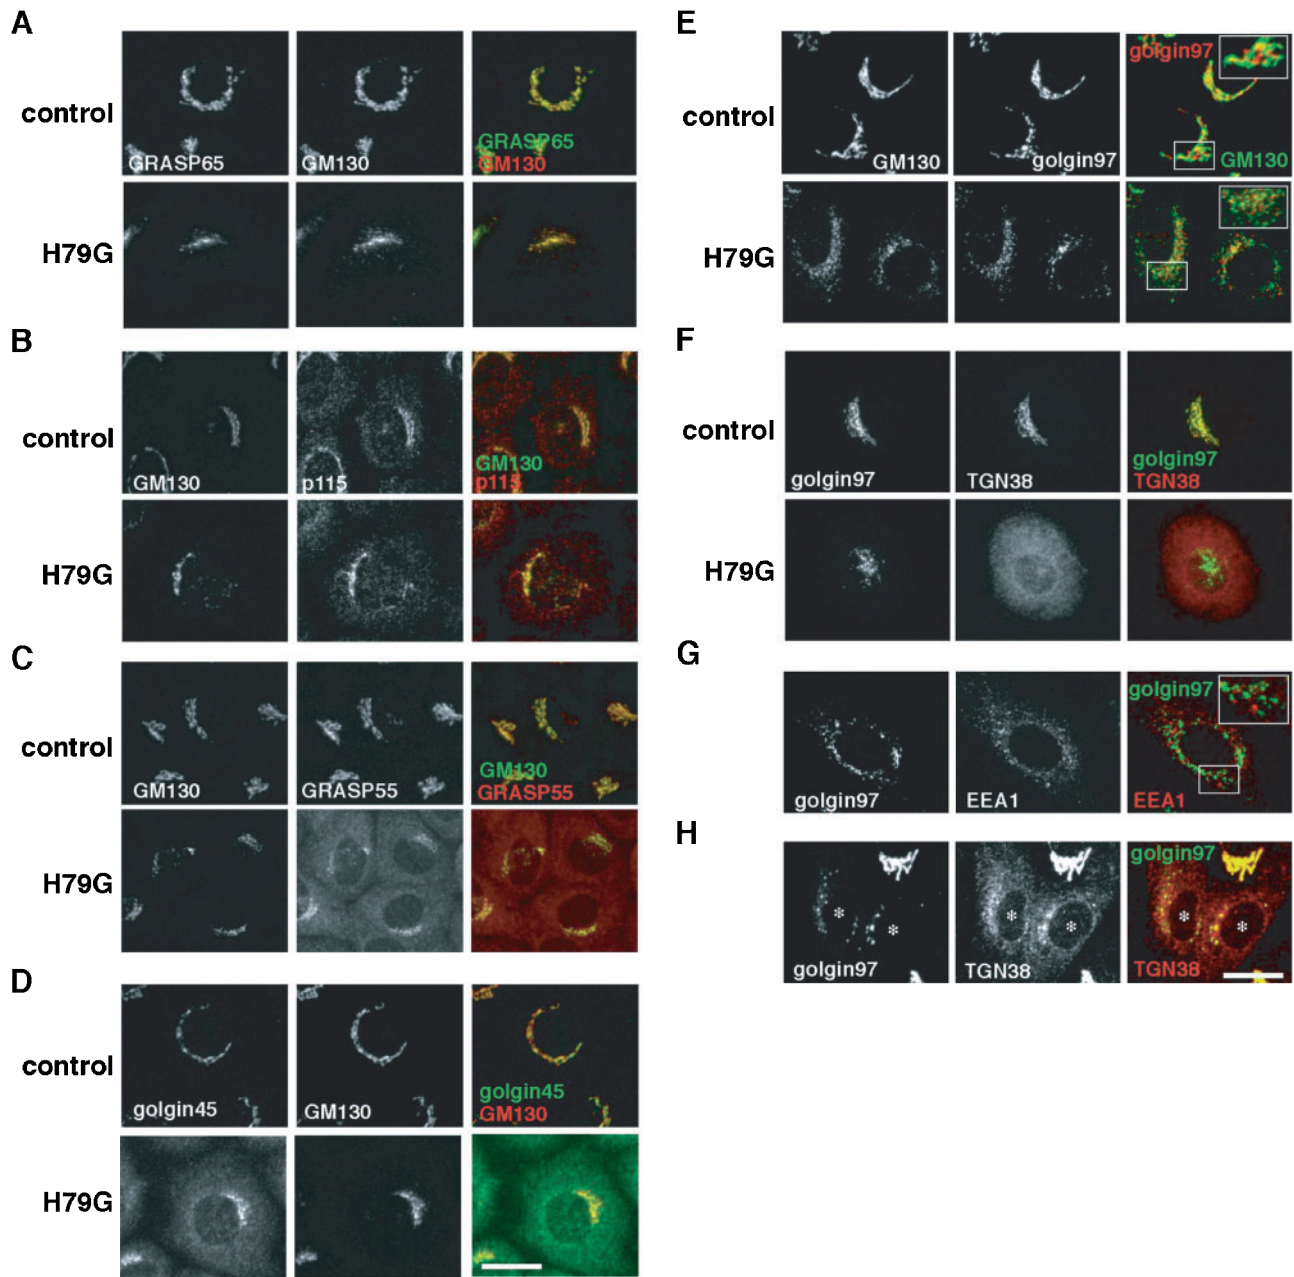 A
control
GRASP65
GM130
GRASP65
GM130
H79G
B
control
GM130
p115
GM130
p115
H79G
C
control
GM130
GRASP55
GM130
GRASP55
H79G
D
control
golgin45
GM130
golgin45
GM130
H79G
E
control
GM130
golgin97
golgin97
GM130
H79G
F
control
golgin97
TGN38
golgin97
TGN38
H79G
G
golgin97
EEA1
golgin97
EEA1
H
golgin97
*
*
TGN38
*
*
golgin97
*
*
TGN38